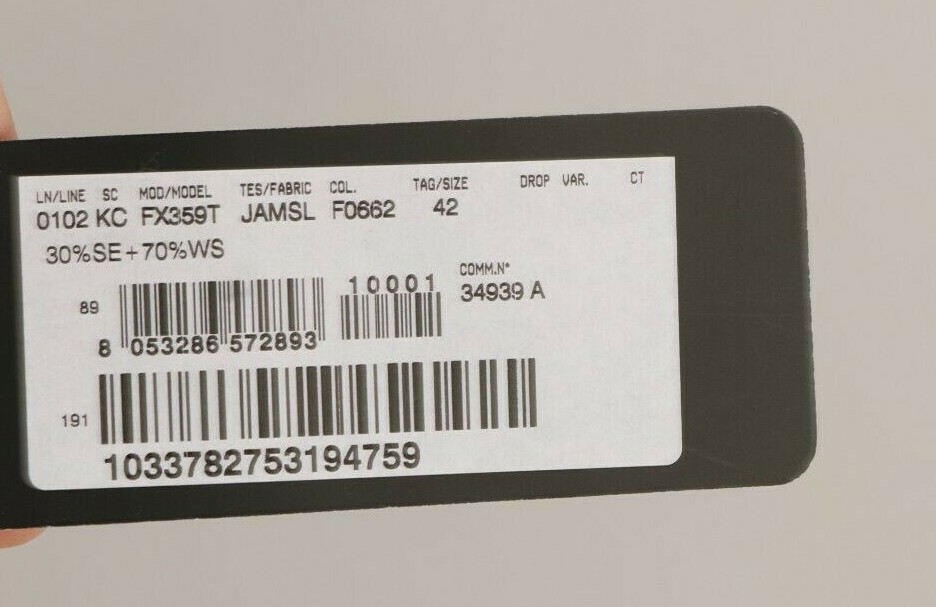 LN/LINE SC MOD/MODEL TES/FABRIC COL. TAG/SIZE DROP VAR. CT
0102 KC FX359T JAMSL F0662 42
30%SE+70%WS
COMM.N°
34939 A
89
10001
8 053286 572893
191
1033782753194759